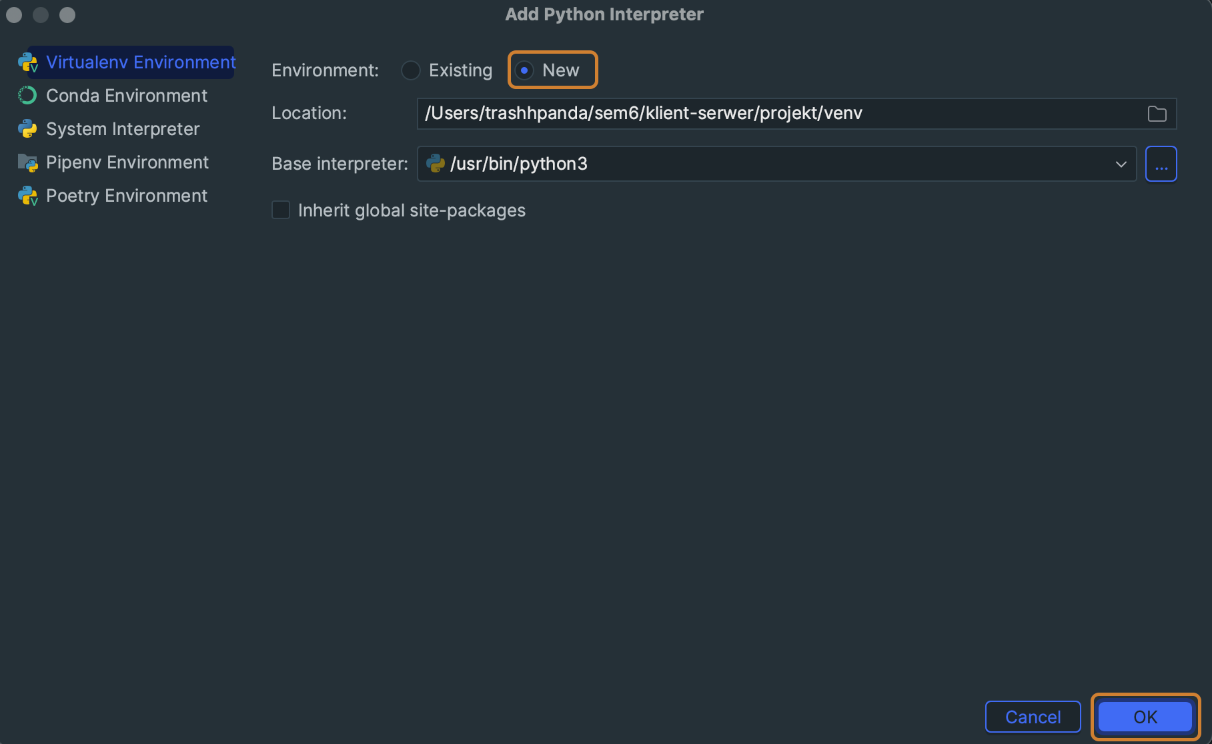 Add Python Interpreter
Virtualenv Environment
Conda Environment
System Interpreter
Pipenv Environment
Poetry Environment
Environment: Existing New
Location: /Users/trashhpanda/sem6/klient-serwer/projekt/venv
Base interpreter: /usr/bin/python3 ...
Inherit global site-packages
Cancel OK